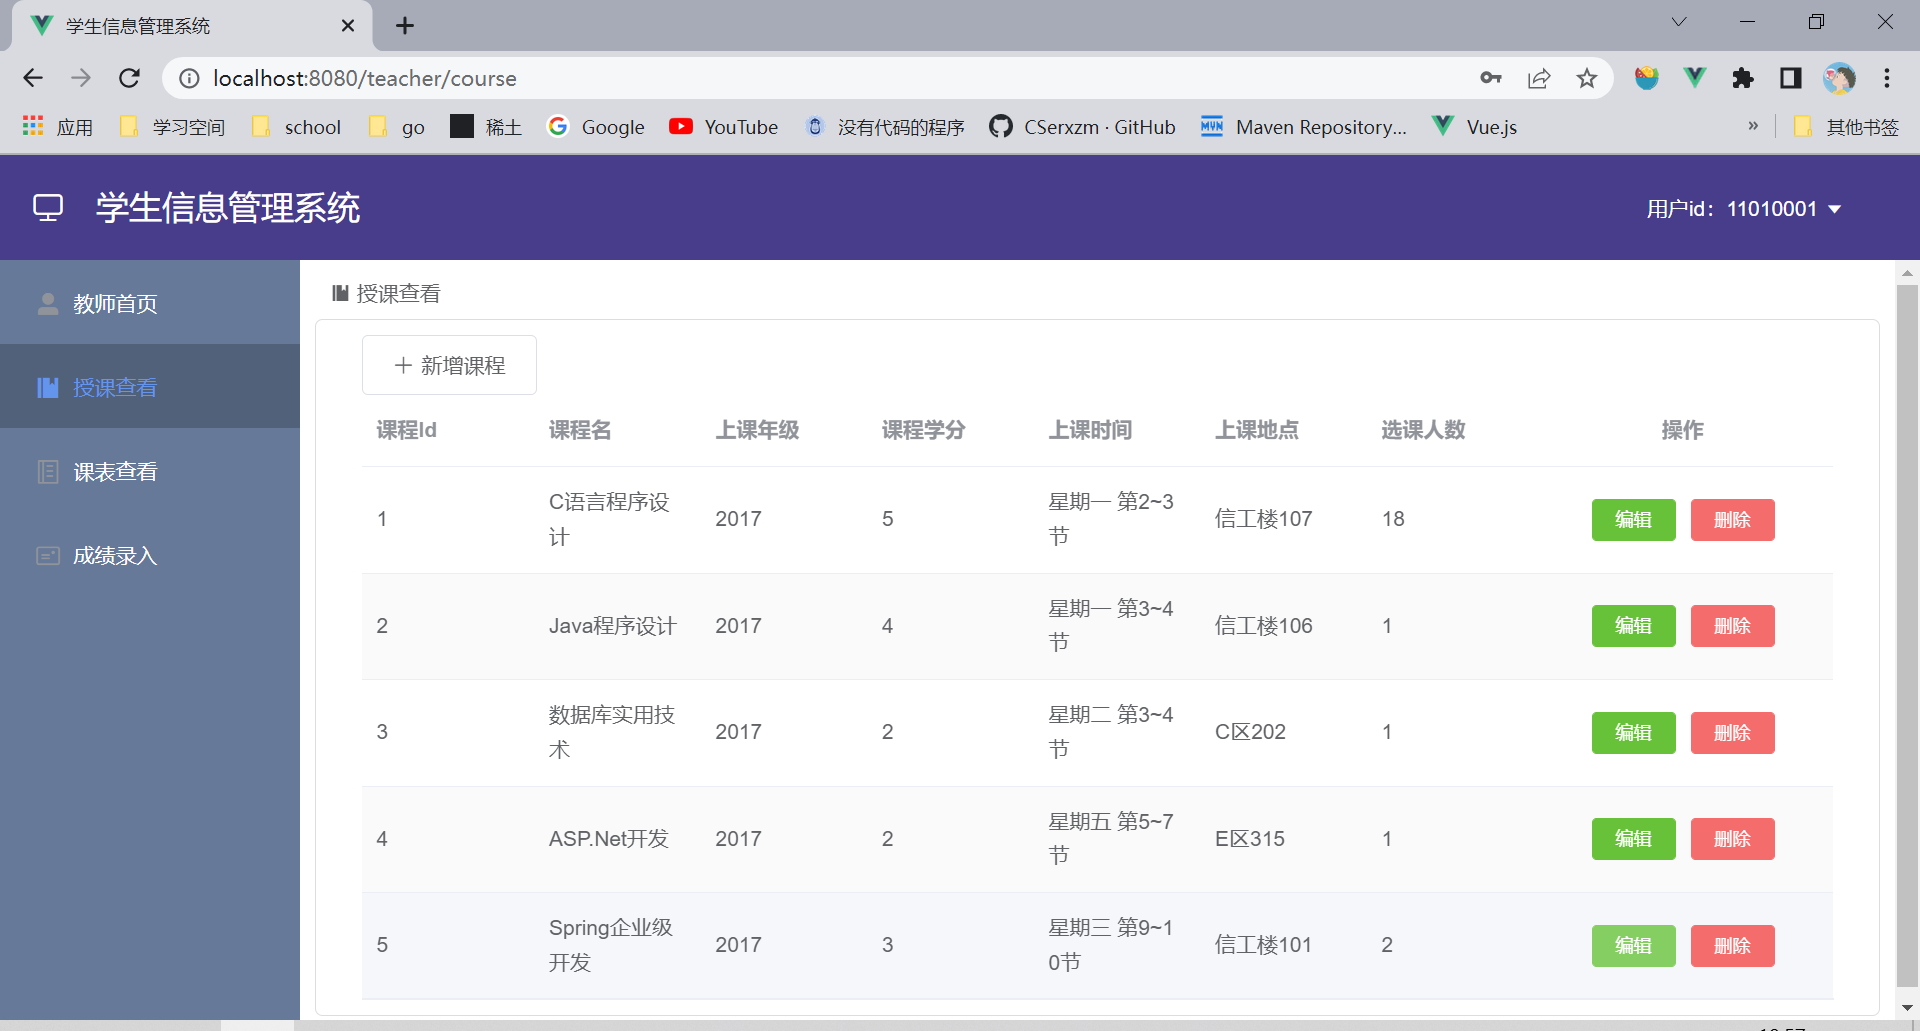 学生信息管理系统
localhost:8080/teacher/course
应用 学习空间 school go 稀土 Google YouTube 没有代码的程序 CSerxzm · GitHub MVN Maven Repository... Vue.js » 其他书签
学生信息管理系统
用户id：11010001
教师首页
授课查看
课表查看
成绩录入
授课查看
新增课程
课程Id 课程名 上课年级 课程学分 上课时间 上课地点 选课人数 操作
1 C语言程序设 2017 5 星期一 第2~3 信工楼107 18 编辑 删除
计 节
2 Java程序设计 2017 4 星期一 第3~4 信工楼106 1 编辑 删除
节
3 数据库实用技 2017 2 星期二 第3~4 C区202 1 编辑 删除
术 节
4 ASP.Net开发 2017 2 星期五 第5~7 E区315 1 编辑 删除
节
5 Spring企业级 2017 3 星期三 第9~1 信工楼101 2 编辑 删除
开发 0节